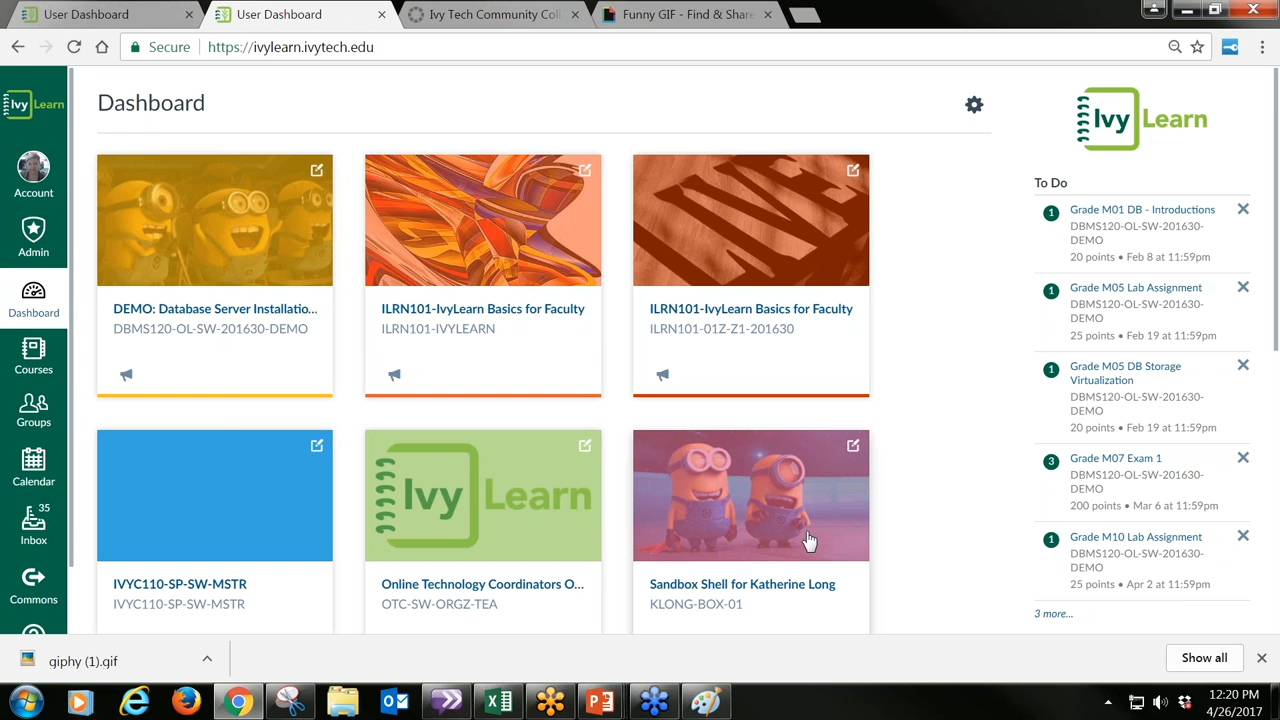 User Dashboard
User Dashboard
Ivy Tech Community Coll
Funny GIF - Find & Share
Secure
https://ivylearn.ivytech.edu
IvyLearn
Account
Admin
Dashboard
Courses
Groups
Calendar
35
Inbox
Commons
Dashboard
LIVE
DEMO: Database Server Installatio...
DBMS120-OL-SW-201630-DEMO
ILRN101-IvyLearn Basics for Faculty
ILRN101-IVYLEARN
ILRN101-IvyLearn Basics for Faculty
ILRN101-01Z-Z1-201630
IvyLearn
IVYC110-SP-SW-MSTR
IVYC110-SP-SW-MSTR
Online Technology Coordinators O...
OTC-SW-ORGZ-TEA
Sandbox Shell for Katherine Long
KLONG-BOX-01
IvyLearn
To Do
1
Grade M01 DB - Introductions
DBMS120-OL-SW-201630-
DEMO
20 points • Feb 8 at 11:59pm
1
Grade M05 Lab Assignment
DBMS120-OL-SW-201630-
DEMO
25 points • Feb 19 at 11:59pm
1
Grade M05 DB Storage
Virtualization
DBMS120-OL-SW-201630-
DEMO
20 points • Feb 19 at 11:59pm
3
Grade M07 Exam 1
DBMS120-OL-SW-201630-
DEMO
200 points • Mar 6 at 11:59pm
1
Grade M10 Lab Assignment
DBMS120-OL-SW-201630-
DEMO
25 points • Apr 2 at 11:59pm
3 more...
giphy (1).gif
Show all
12:20 PM
4/26/2017